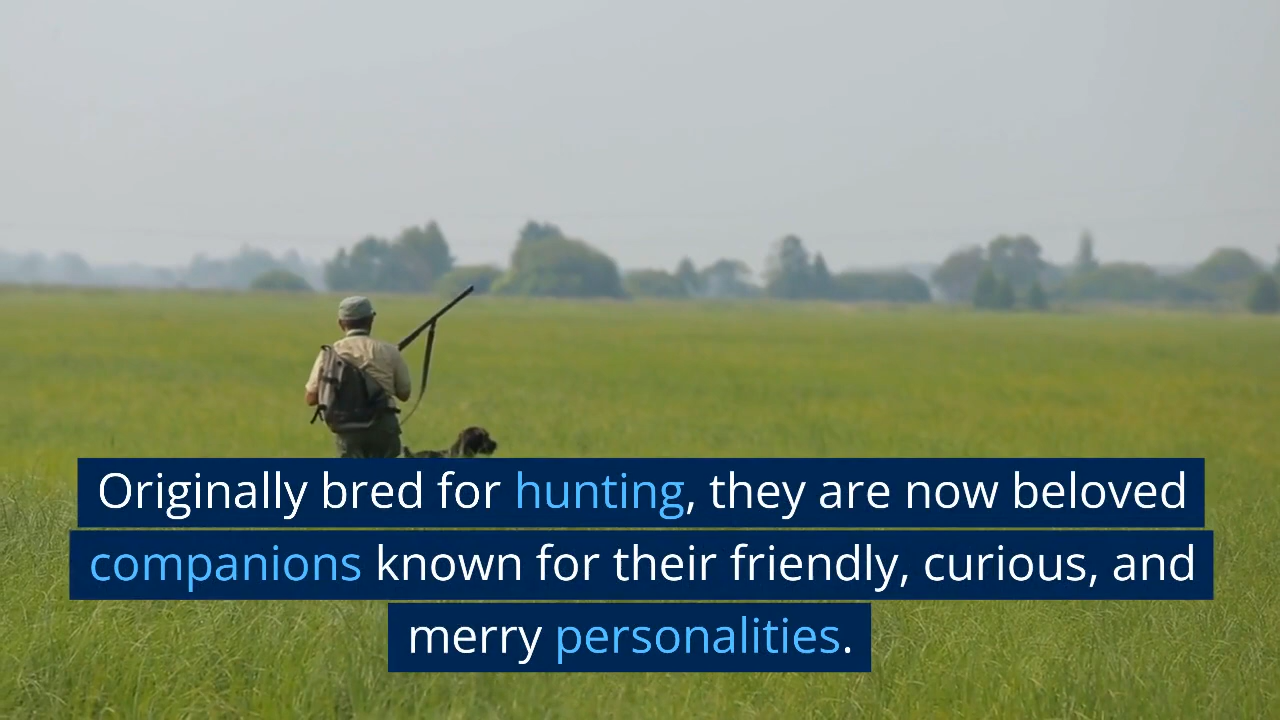 Originally bred for hunting, they are now beloved
companions known for their friendly, curious, and
merry personalities.